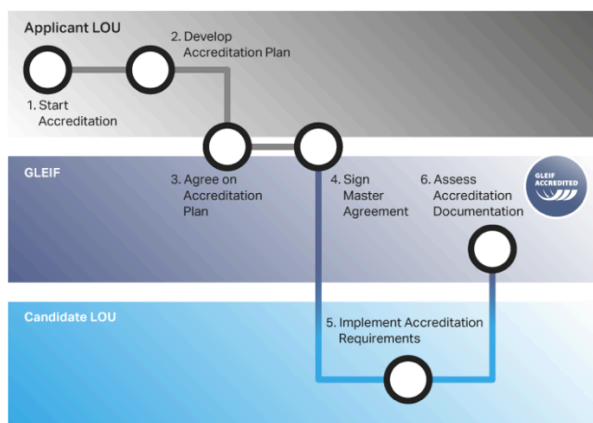 Applicant LOU
2. Develop
Accreditation Plan
1. Start
Accreditation
GLEIF
3. Agree on
Accreditation
Plan
4. Sign
Master
Agreement
6. Assess
Accreditation
Documentation
GLEIF
ACCREDITED
Candidate LOU
5. Implement Accreditation
Requirements